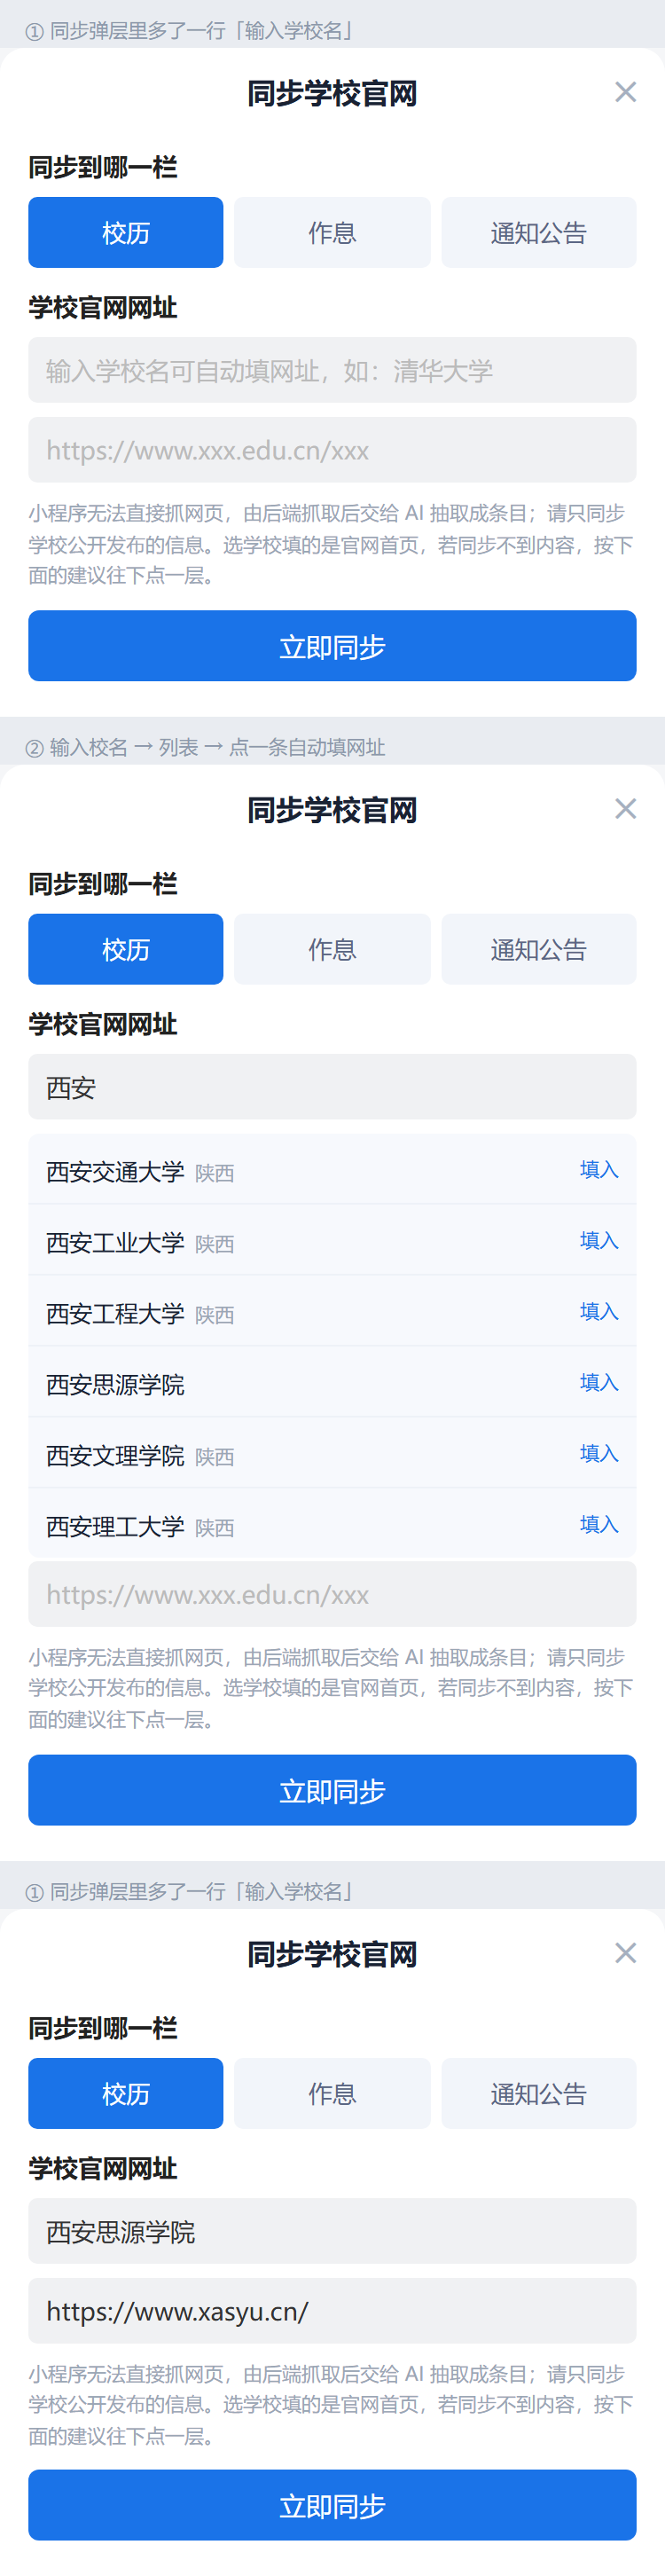 ① 同步弹层里多了一行「输入学校名」
同步学校官网 ×
同步到哪一栏
校历 作息 通知公告
学校官网网址
输入学校名可自动填网址，如：清华大学
https://www.xxx.edu.cn/xxx
小程序无法直接抓网页，由后端抓取后交给 AI 抽取成条目；请只同步
学校公开发布的信息。选学校填的是官网首页，若同步不到内容，按下
面的建议往下点一层。
立即同步
② 输入校名 → 列表 → 点一条自动填网址
同步学校官网 ×
同步到哪一栏
校历 作息 通知公告
学校官网网址
西安
西安交通大学 陕西 填入
西安工业大学 陕西 填入
西安工程大学 陕西 填入
西安思源学院 填入
西安文理学院 陕西 填入
西安理工大学 陕西 填入
https://www.xxx.edu.cn/xxx
小程序无法直接抓网页，由后端抓取后交给 AI 抽取成条目；请只同步
学校公开发布的信息。选学校填的是官网首页，若同步不到内容，按下
面的建议往下点一层。
立即同步
① 同步弹层里多了一行「输入学校名」
同步学校官网 ×
同步到哪一栏
校历 作息 通知公告
学校官网网址
西安思源学院
https://www.xasyu.cn/
小程序无法直接抓网页，由后端抓取后交给 AI 抽取成条目；请只同步
学校公开发布的信息。选学校填的是官网首页，若同步不到内容，按下
面的建议往下点一层。
立即同步